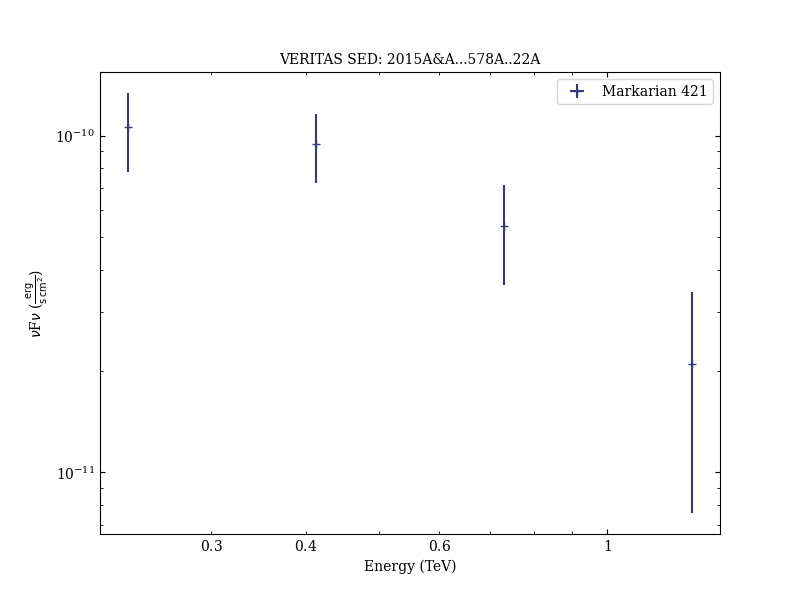 VERITAS SED: 2015A&A...578A..22A
Markarian 421
10⁻¹⁰
10⁻¹¹
νFν (erg / s cm²)
0.3 0.4 0.6 1
Energy (TeV)